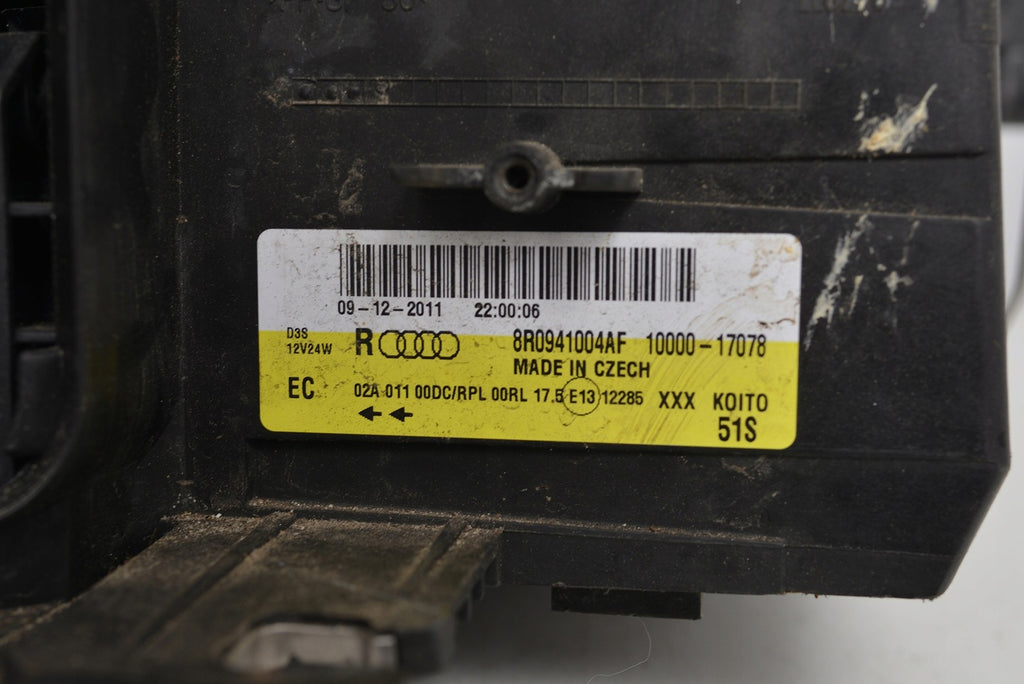 09-12-2011 22:00:06
D3S
12V24W
R 8R0941004AF 10000-17078
MADE IN CZECH
EC 02A 011 00DC/RPL 00RL 17.5 E13 12285 XXX KOITO
51S